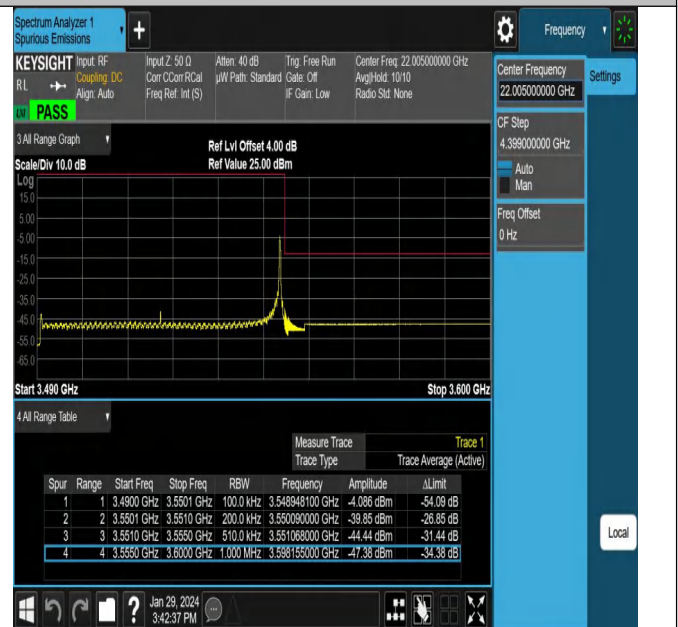 Spectrum Analyzer 1
Spurious Emissions
+
Frequency
KEYSIGHT
RL
Input: RF
Coupling: DC
Align: Auto
Input Z: 50 Ω
Corr CCorr RCal
Freq Ref: Int (S)
Atten: 40 dB
µW Path: Standard
Trig: Free Run
Gate: Off
IF Gain: Low
Center Freq: 22.005000000 GHz
Avg|Hold: 10/10
Radio Std: None
PASS
Center Frequency
22.005000000 GHz
Settings
CF Step
4.399000000 GHz
Auto
Man
Freq Offset
0 Hz
3 All Range Graph
Ref Lvl Offset 4.00 dB
Scale/Div 10.0 dB
Ref Value 25.00 dBm
Log
15.0
5.00
-5.00
-15.0
-25.0
-35.0
-45.0
-55.0
-65.0
Start 3.490 GHz
Stop 3.600 GHz
4 All Range Table
Measure Trace Trace 1
Trace Type Trace Average (Active)
Spur Range Start Freq Stop Freq RBW Frequency Amplitude ΔLimit
1 1 3.4900 GHz 3.5501 GHz 100.0 kHz 3.548948100 GHz -4.086 dBm -54.09 dB
2 2 3.5501 GHz 3.5510 GHz 200.0 kHz 3.550090000 GHz -39.85 dBm -26.85 dB
3 3 3.5510 GHz 3.5550 GHz 510.0 kHz 3.551068000 GHz -44.44 dBm -31.44 dB
4 4 3.5550 GHz 3.6000 GHz 1.000 MHz 3.598155000 GHz -47.38 dBm -34.38 dB
Local
?
Jan 29, 2024
3:42:37 PM